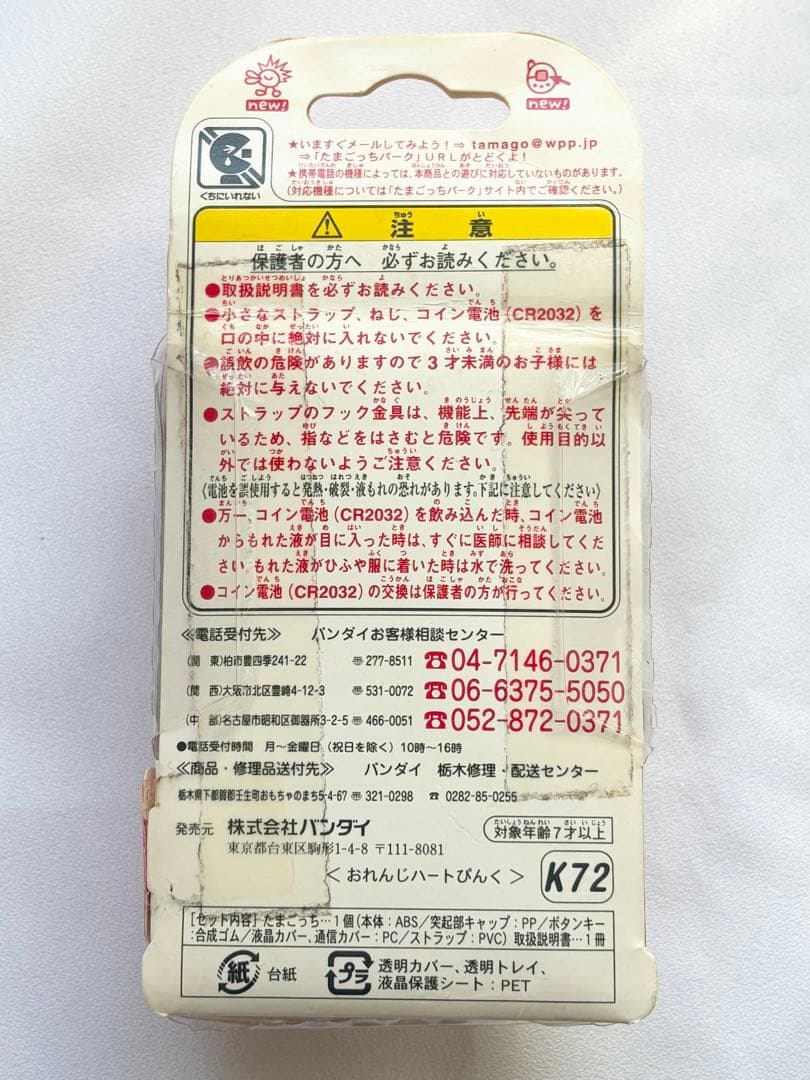 new!
new!
くちにいれない
★いますぐメールしてみよう!⇒ tamago@wpp.jp
⇒「たまごっちパーク」URLがとどくよ!
★携帯電話の機種によっては、本商品との遊びに対応していないものがあります。
(対応機種については「たまごっちパーク」サイト内でご確認ください。)
注意
保護者の方へ 必ずお読みください。
●取扱説明書を必ずお読みください。
●小さなストラップ、ねじ、コイン電池(CR2032)を
口の中に絶対に入れないでください。
●誤飲の危険がありますので3才未満のお子様には
絶対に与えないでください。
●ストラップのフック金具は、機能上、先端が尖って
いるため、指などをはさむと危険です。使用目的以
外では使わないようご注意ください。
〈電池を誤使用すると発熱・破裂・液もれの恐れがあります。下記に注意してください〉
●万一、コイン電池(CR2032)を飲み込んだ時、コイン電池
からもれた液が目に入った時は、すぐに医師に相談してくだ
さい。もれた液がひふや服に着いた時は水で洗ってください。
●コイン電池(CR2032)の交換は保護者の方が行ってください。
≪電話受付先≫ バンダイお客様相談センター
(関 東)柏市豊四季241-22 〠277-8511 ☎04-7146-0371
(関 西)大阪市北区豊崎4-12-3 〠531-0072 ☎06-6375-5050
(中 部)名古屋市昭和区御器所3-2-5 〠466-0051 ☎052-872-0371
●電話受付時間 月~金曜日(祝日を除く)10時~16時
≪商品・修理品送付先≫ バンダイ 栃木修理・配送センター
栃木県下都賀郡壬生町おもちゃのまち5-4-67 〠321-0298 ☎0282-85-0255
発売元 株式会社バンダイ
対象年齢7才以上
東京都台東区駒形1-4-8 〒111-8081
<おれんじハートぴんく> K72
[セット内容]たまごっち…1個(本体:ABS/突起部キャップ:PP/ボタンキー
:合成ゴム/液晶カバー、通信カバー:PC/ストラップ:PVC) 取扱説明書…1冊
紙 台紙 プラ 透明カバー、透明トレイ、
液晶保護シート:PET